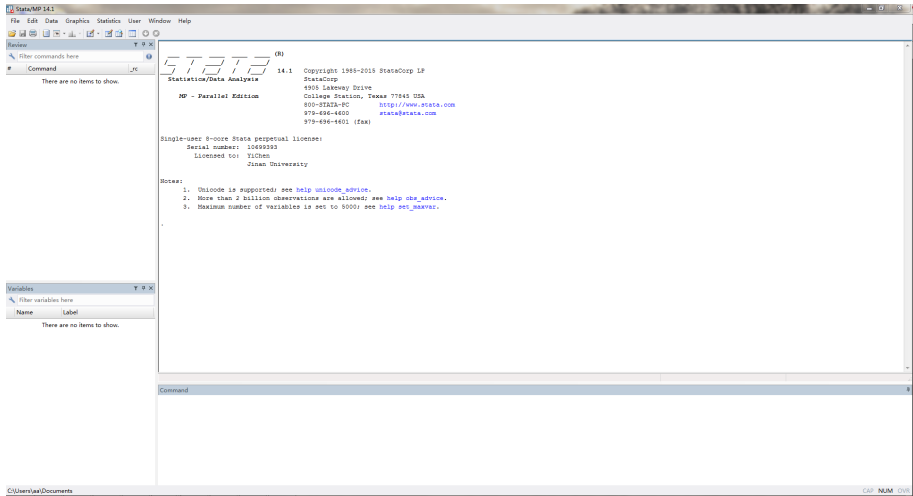 Stata/MP 14.1
File Edit Data Graphics Statistics User Window Help
Review
Filter commands here
# Command _rc
There are no items to show.
(R)
14.1 Copyright 1985-2015 StataCorp LP
Statistics/Data Analysis StataCorp
4905 Lakeway Drive
MP - Parallel Edition College Station, Texas 77845 USA
800-STATA-PC http://www.stata.com
979-696-4600 stata@stata.com
979-696-4601 (fax)
Single-user 8-core Stata perpetual license:
Serial number: 10699393
Licensed to: YiChen
Jinan University
Notes:
1. Unicode is supported; see help unicode_advice.
2. More than 2 billion observations are allowed; see help obs_advice.
3. Maximum number of variables is set to 5000; see help set_maxvar.
.
Variables
Filter variables here
Name Label
There are no items to show.
Command
C:\Users\aa\Documents
CAP NUM OVR